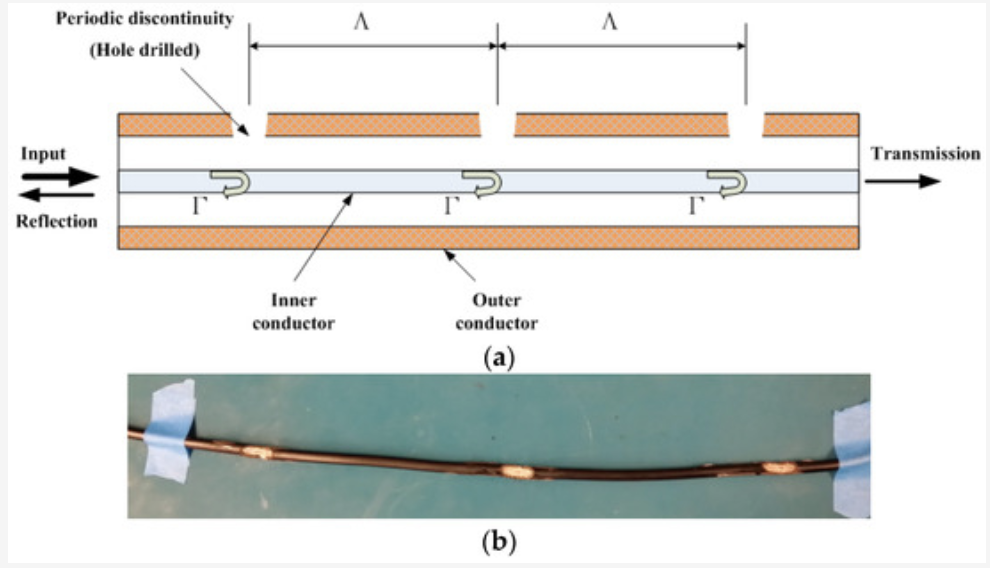 Periodic discontinuity
(Hole drilled)
Λ
Λ
Input
Reflection
Transmission
Γ
Γ
Γ
Inner
conductor
Outer
conductor
(a)
(b)